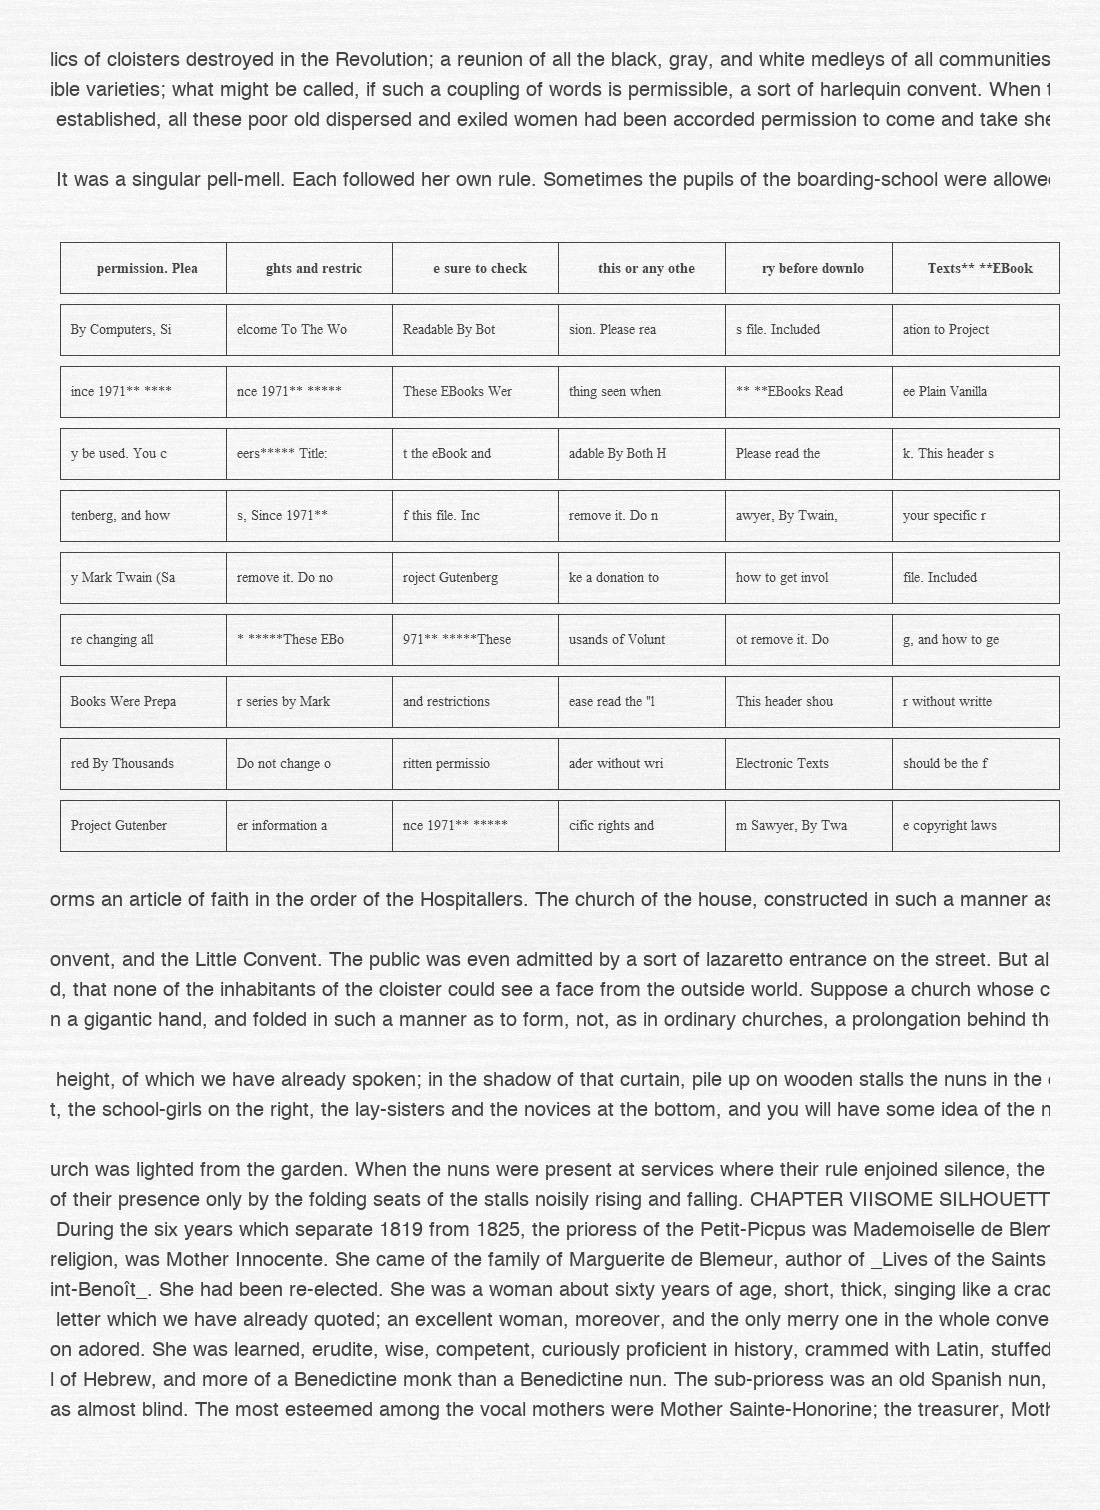 lics of cloisters destroyed in the Revolution; a reunion of all the black, gray, and white medleys of all communities
ible varieties; what might be called, if such a coupling of words is permissible, a sort of harlequin convent. When
established, all these poor old dispersed and exiled women had been accorded permission to come and take she
It was a singular pell-mell. Each followed her own rule. Sometimes the pupils of the boarding-school were allowe
permission. Plea ghts and restric e sure to check this or any othe ry before downlo Texts** **EBook
By Computers, Si elcome To The Wo Readable By Bot sion. Please rea s file. Included ation to Project
ince 1971** **** nce 1971** ***** These EBooks Wer thing seen when ** **EBooks Read ee Plain Vanilla
y be used. You c eers***** Title: t the eBook and adable By Both H Please read the k. This header s
tenberg, and how s, Since 1971** f this file. Inc remove it. Do n awyer, By Twain, your specific r
y Mark Twain (Sa remove it. Do no roject Gutenberg ke a donation to how to get invol file. Included
re changing all * *****These EBo 971** *****These usands of Volunt ot remove it. Do g, and how to ge
Books Were Prepa r series by Mark and restrictions ease read the "l This header shou r without writte
red By Thousands Do not change o ritten permissio ader without wri Electronic Texts should be the f
Project Gutenber er information a nce 1971** ***** cific rights and m Sawyer, By Twa e copyright laws
orms an article of faith in the order of the Hospitallers. The church of the house, constructed in such a manner as
onvent, and the Little Convent. The public was even admitted by a sort of lazaretto entrance on the street. But al
d, that none of the inhabitants of the cloister could see a face from the outside world. Suppose a church whose c
n a gigantic hand, and folded in such a manner as to form, not, as in ordinary churches, a prolongation behind th
height, of which we have already spoken; in the shadow of that curtain, pile up on wooden stalls the nuns in the
t, the school-girls on the right, the lay-sisters and the novices at the bottom, and you will have some idea of the n
urch was lighted from the garden. When the nuns were present at services where their rule enjoined silence, the
of their presence only by the folding seats of the stalls noisily rising and falling. CHAPTER VIISOME SILHOUETT
During the six years which separate 1819 from 1825, the prioress of the Petit-Picpus was Mademoiselle de Blem
religion, was Mother Innocente. She came of the family of Marguerite de Blemeur, author of _Lives of the Saints
int-Benoît_. She had been re-elected. She was a woman about sixty years of age, short, thick, singing like a crac
letter which we have already quoted; an excellent woman, moreover, and the only merry one in the whole conve
on adored. She was learned, erudite, wise, competent, curiously proficient in history, crammed with Latin, stuffed
l of Hebrew, and more of a Benedictine monk than a Benedictine nun. The sub-prioress was an old Spanish nun,
as almost blind. The most esteemed among the vocal mothers were Mother Sainte-Honorine; the treasurer, Moth